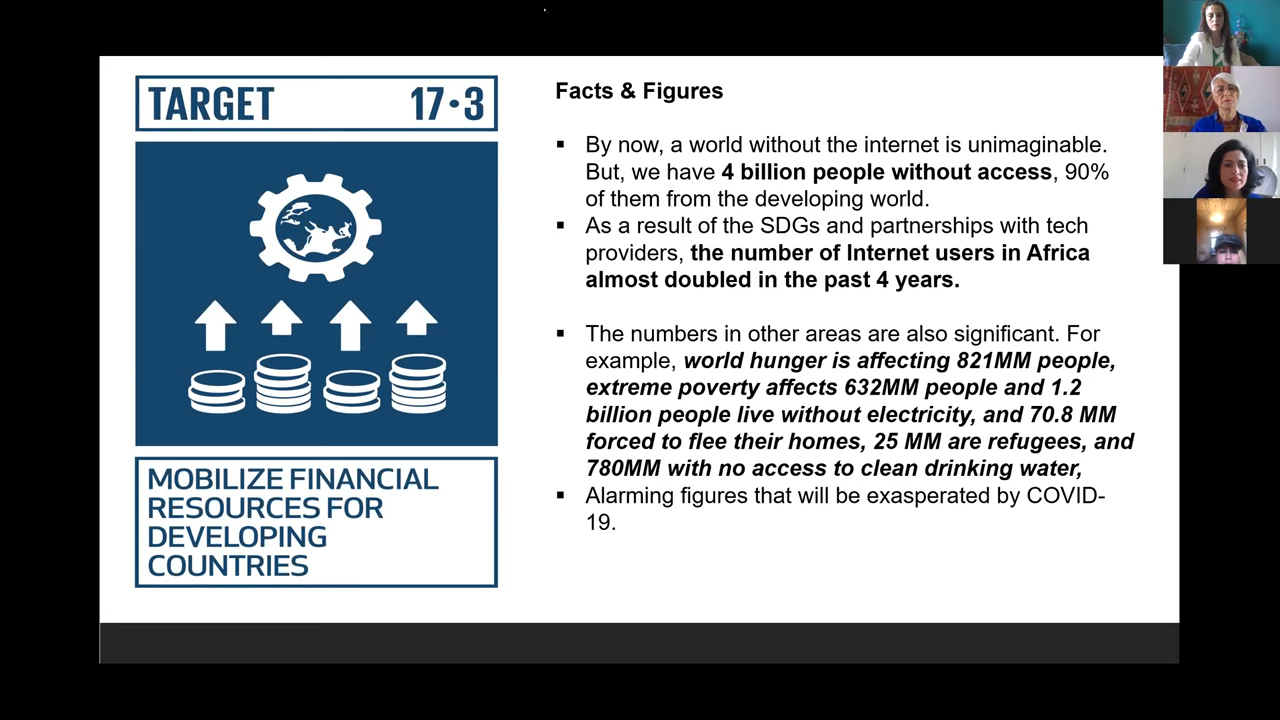 TARGET 17·3
MOBILIZE FINANCIAL
RESOURCES FOR
DEVELOPING
COUNTRIES
Facts & Figures
▪ By now, a world without the internet is unimaginable.
But, we have 4 billion people without access, 90%
of them from the developing world.
▪ As a result of the SDGs and partnerships with tech
providers, the number of Internet users in Africa
almost doubled in the past 4 years.
▪ The numbers in other areas are also significant. For
example, world hunger is affecting 821MM people,
extreme poverty affects 632MM people and 1.2
billion people live without electricity, and 70.8 MM
forced to flee their homes, 25 MM are refugees, and
780MM with no access to clean drinking water,
▪ Alarming figures that will be exasperated by COVID-
19.